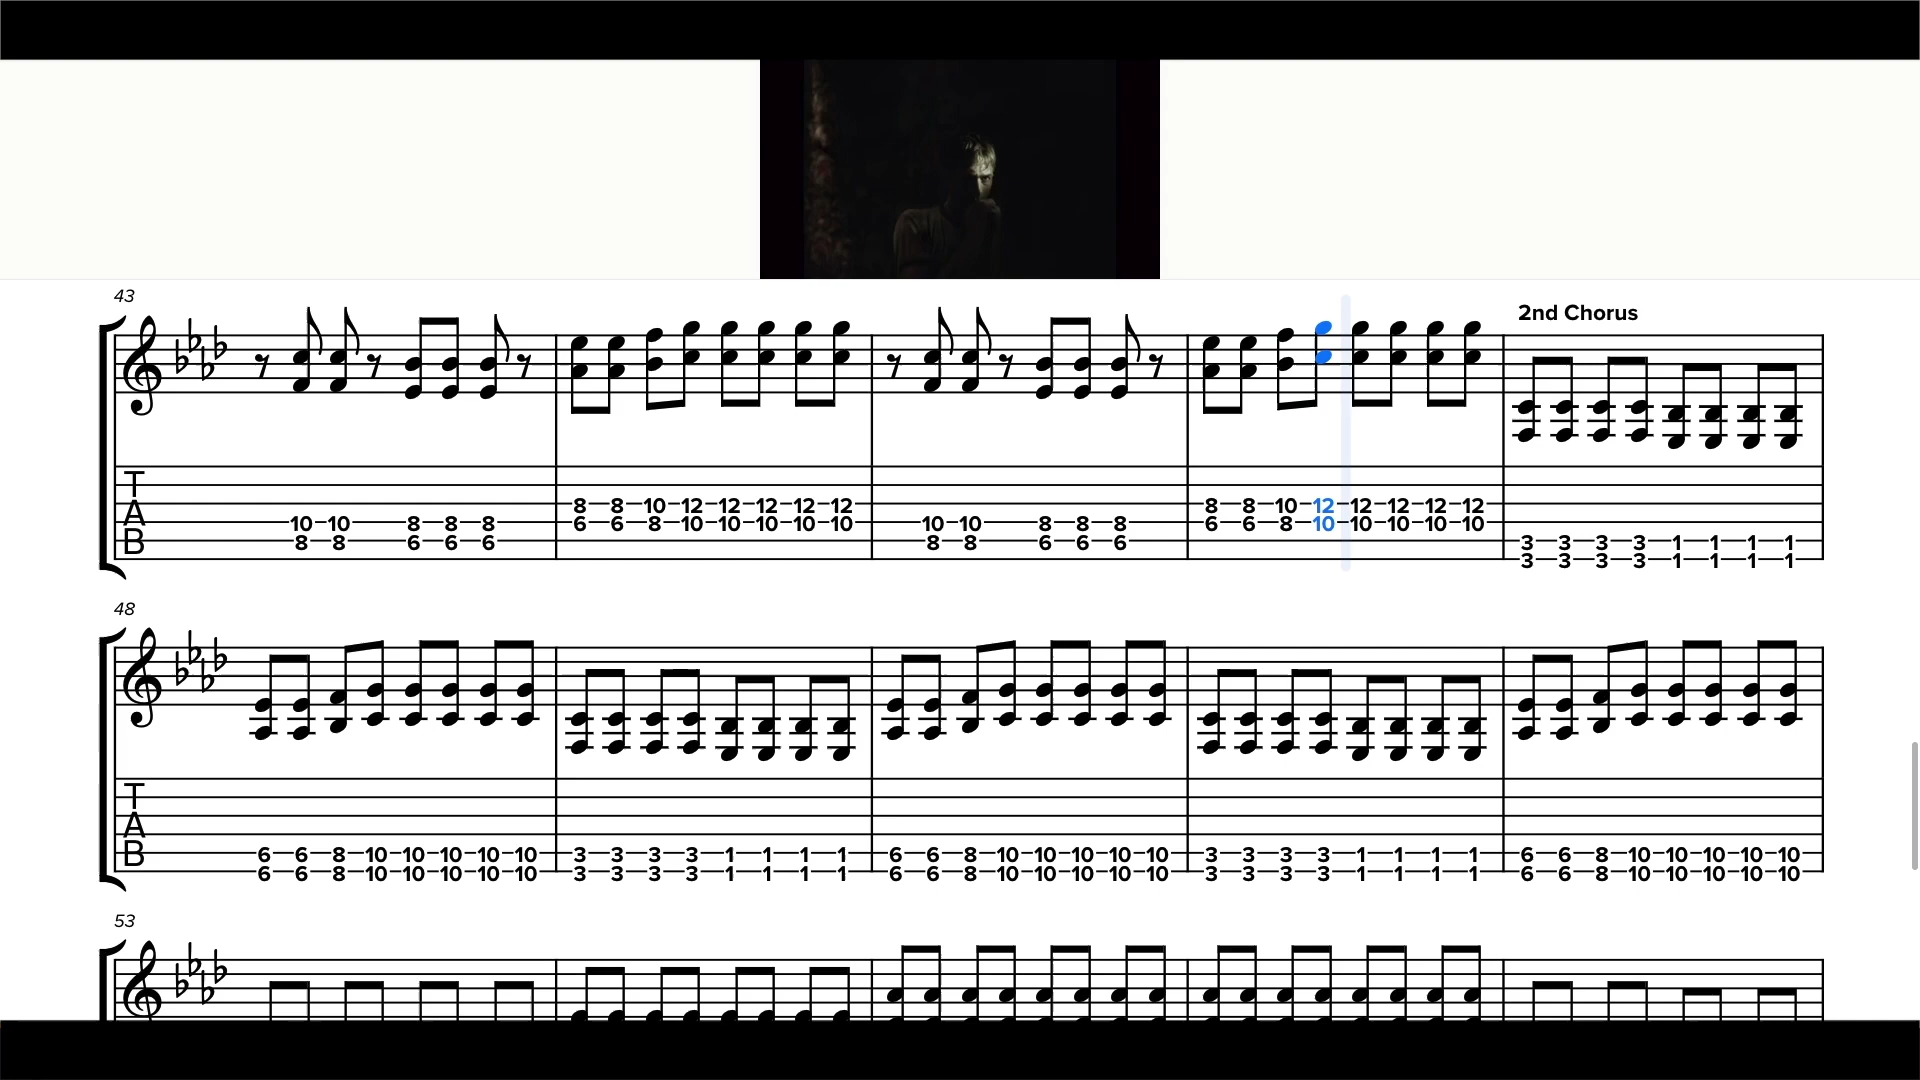 43
2nd Chorus
T
A
B
8 8 10 12 12 12 12 12 8 8 10 12 12 12 12 12
10 10 8 8 8 6 6 8 10 10 10 10 10 10 10 8 8 8 6 6 8 10 10 10 10 10
8 8 6 6 6 8 8 6 6 6 3 3 3 3 1 1 1 1
3 3 3 3 1 1 1 1
48
T
A
B
6 6 8 10 10 10 10 10 3 3 3 3 1 1 1 1 6 6 8 10 10 10 10 10 3 3 3 3 1 1 1 1 6 6 8 10 10 10 10 10
6 6 8 10 10 10 10 10 3 3 3 3 1 1 1 1 6 6 8 10 10 10 10 10 3 3 3 3 1 1 1 1 6 6 8 10 10 10 10 10
53